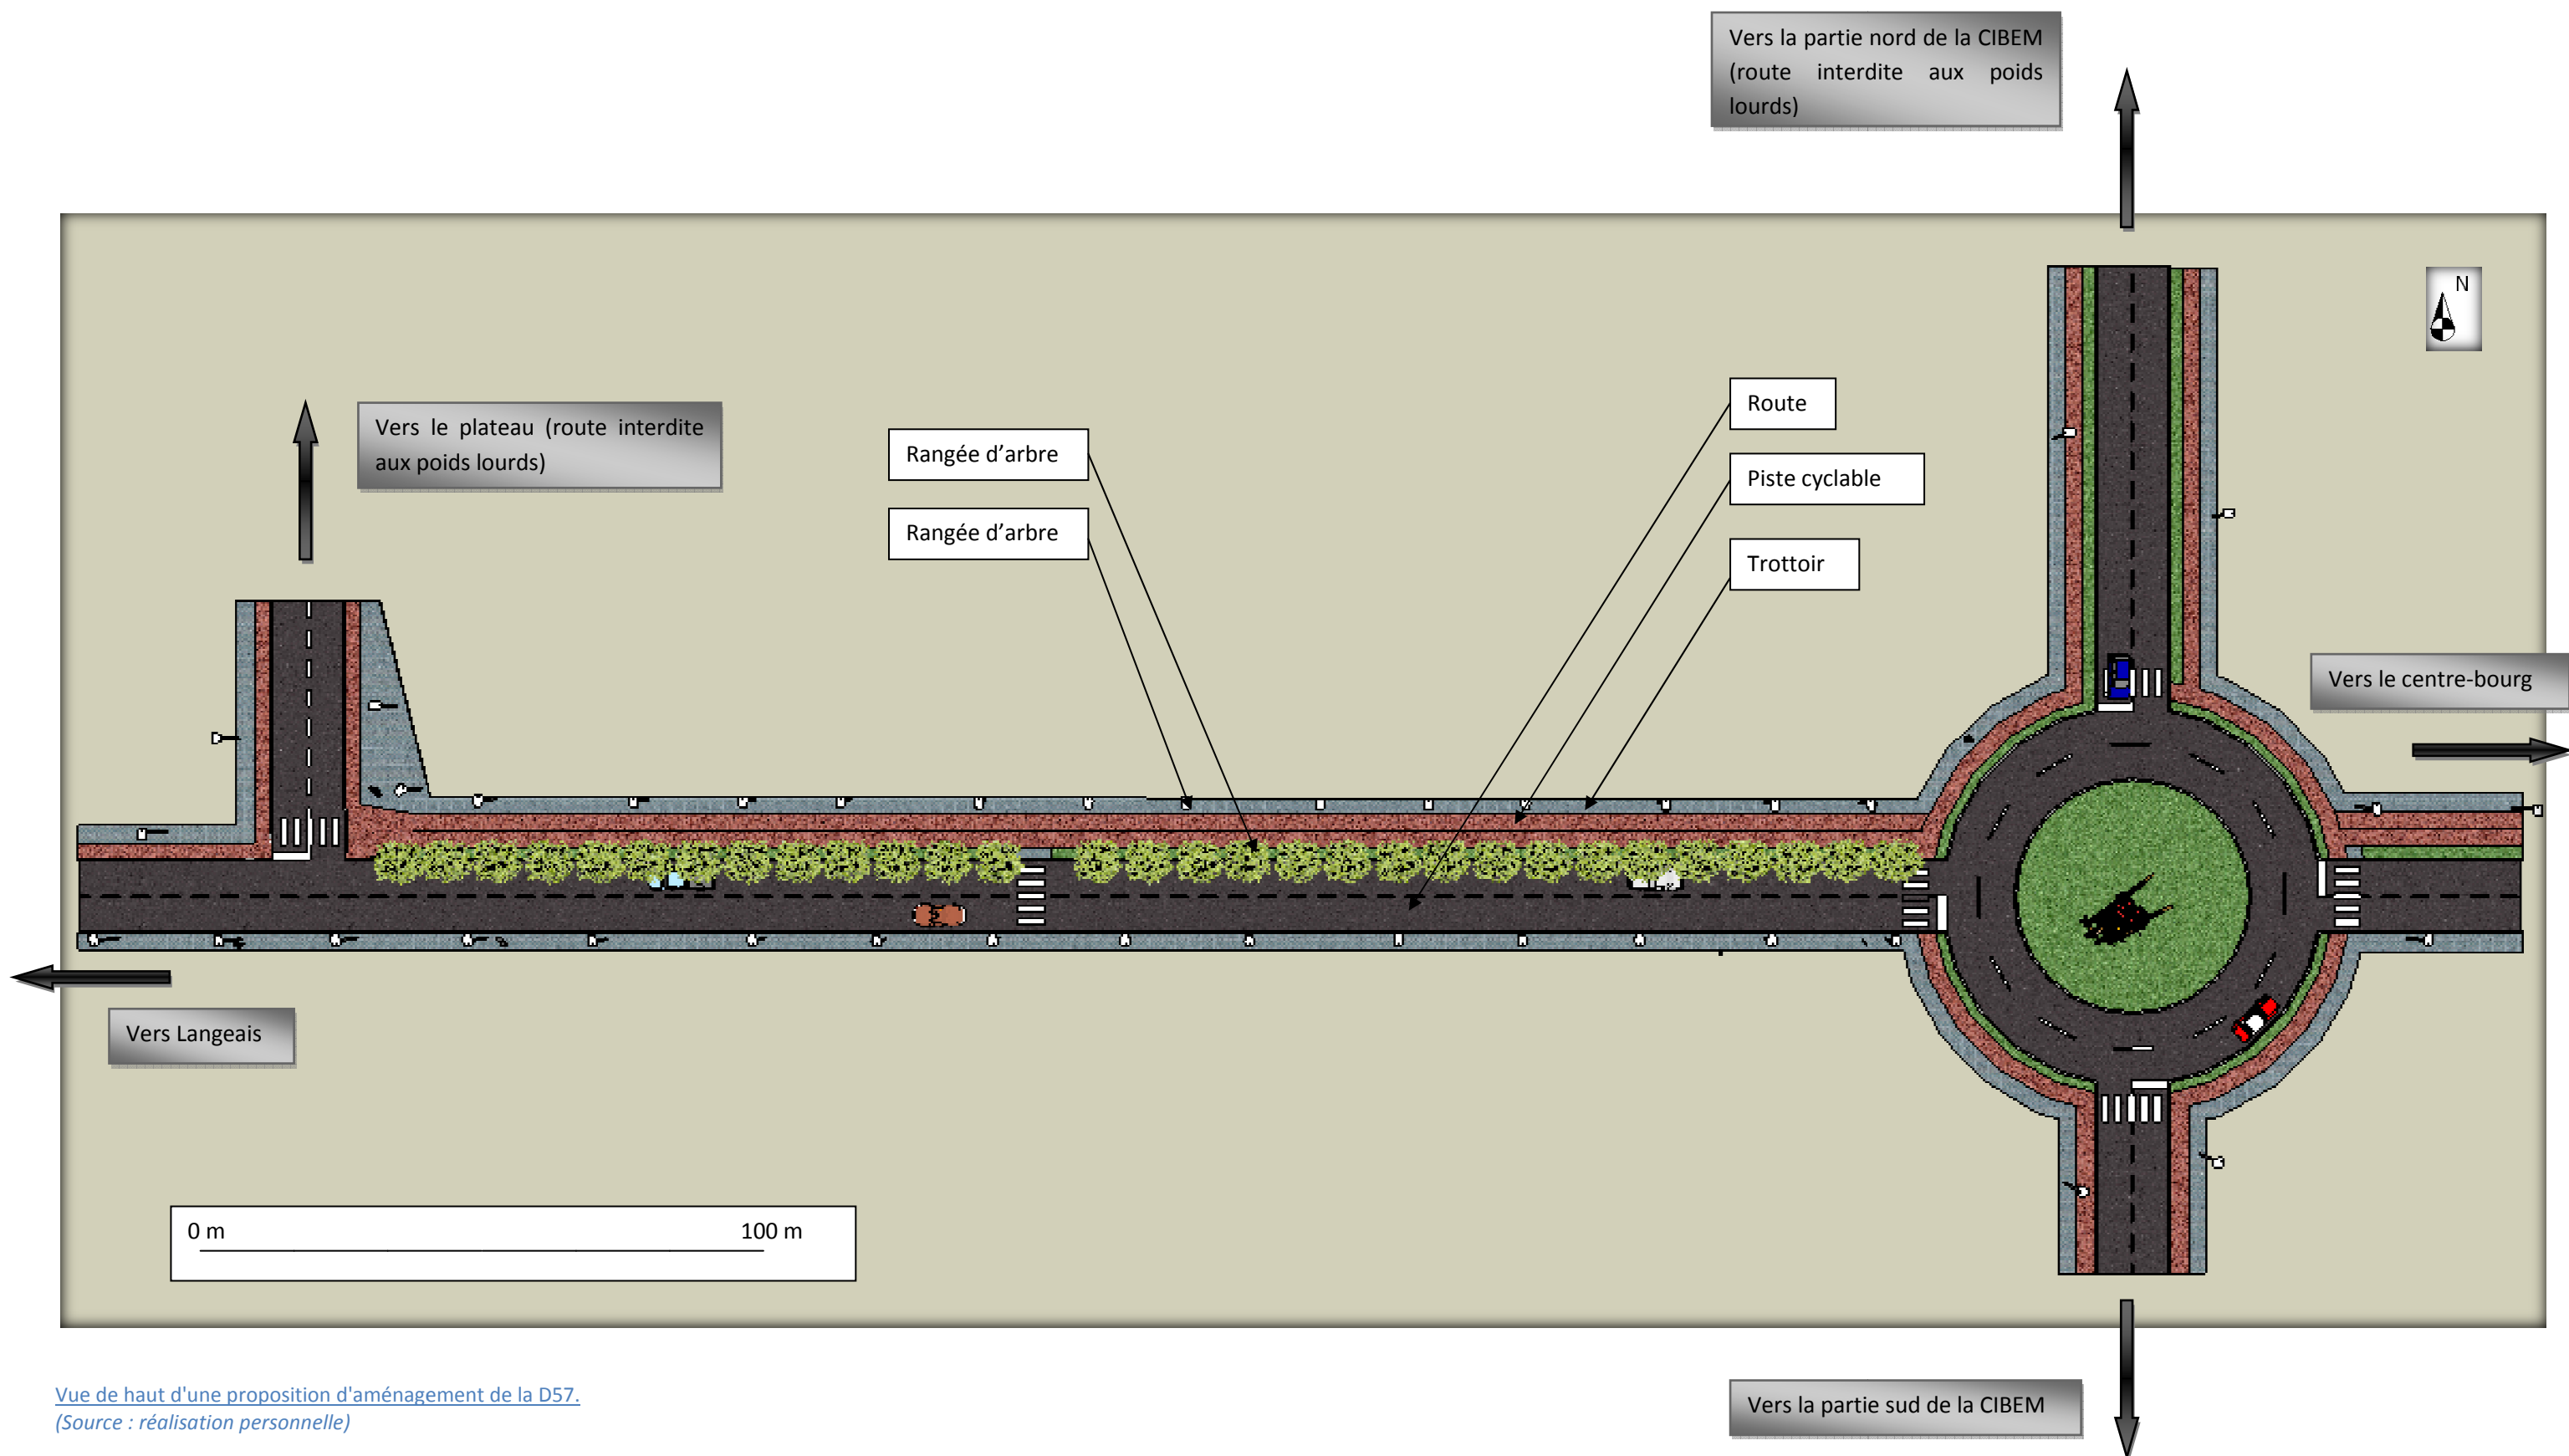 Vers la partie nord de la CIBEM
(route interdite aux poids
lourds)
N
Vers le plateau (route interdite
aux poids lourds)
Rangée d’arbre
Rangée d’arbre
Route
Piste cyclable
Trottoir
Vers le centre-bourg
Vers Langeais
0 m 100 m
Vers la partie sud de la CIBEM
Vue de haut d'une proposition d'aménagement de la D57.
(Source : réalisation personnelle)